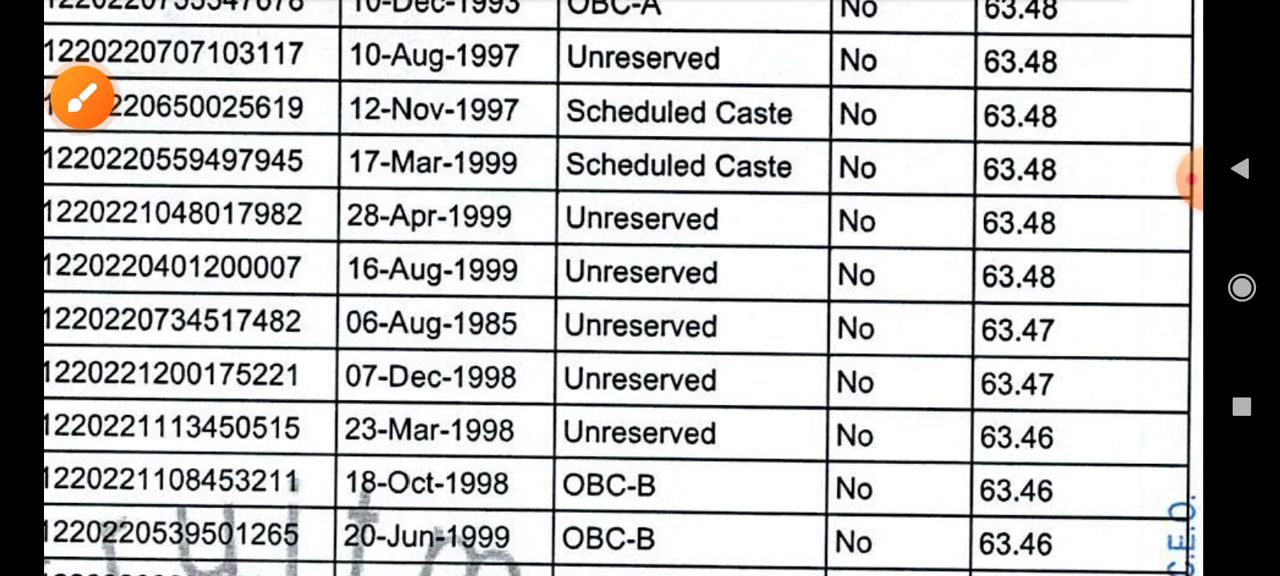 10-Dec-1993 OBC-A No 63.48
1220220707103117 10-Aug-1997 Unreserved No 63.48
220650025619 12-Nov-1997 Scheduled Caste No 63.48
1220220559497945 17-Mar-1999 Scheduled Caste No 63.48
1220221048017982 28-Apr-1999 Unreserved No 63.48
1220220401200007 16-Aug-1999 Unreserved No 63.48
1220220734517482 06-Aug-1985 Unreserved No 63.47
1220221200175221 07-Dec-1998 Unreserved No 63.47
1220221113450515 23-Mar-1998 Unreserved No 63.46
1220221108453211 18-Oct-1998 OBC-B No 63.46
1220220539501265 20-Jun-1999 OBC-B No 63.46
C.E.O.